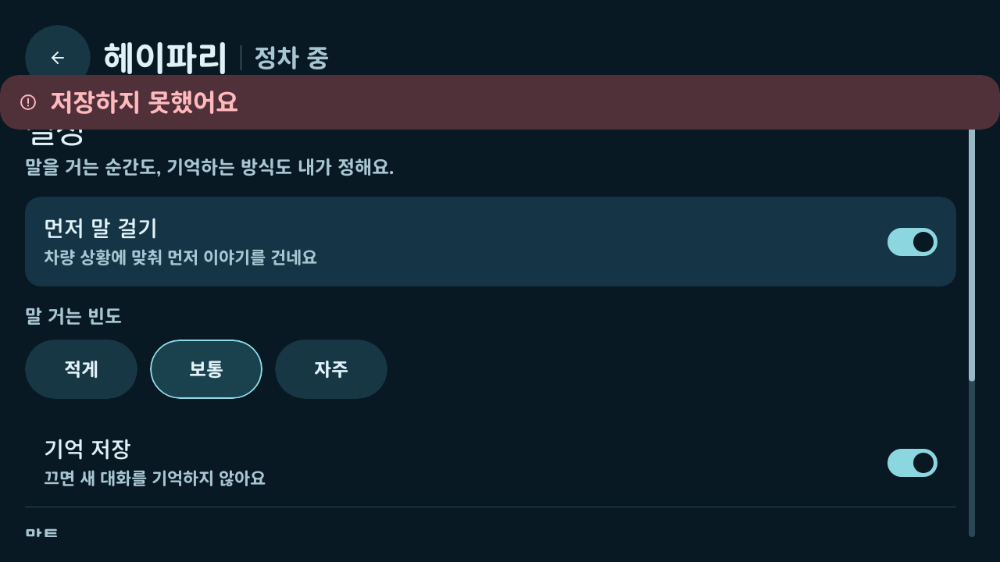 헤이파리 정차 중
저장하지 못했어요
말을 거는 순간도, 기억하는 방식도 내가 정해요.
먼저 말 걸기
차량 상황에 맞춰 먼저 이야기를 건네요
말 거는 빈도
적게 보통 자주
기억 저장
끄면 새 대화를 기억하지 않아요